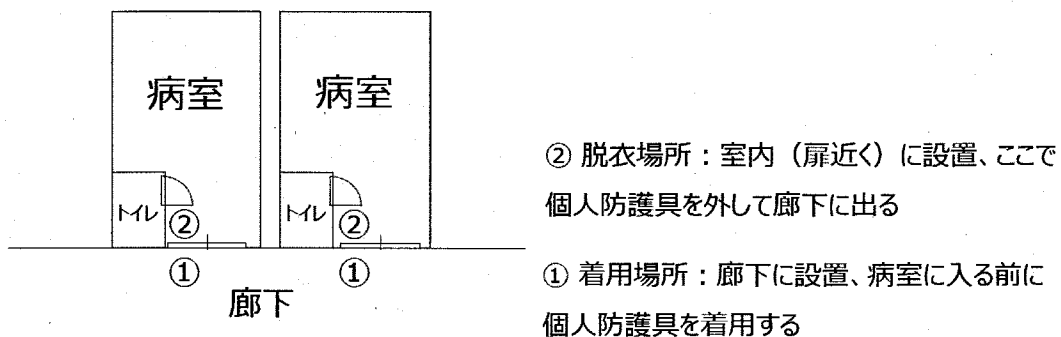 病室
病室
トイレ
②
トイレ
②
①
①
廊下
② 脱衣場所：室内（扉近く）に設置、ここで
個人防護具を外して廊下に出る
① 着用場所：廊下に設置、病室に入る前に
個人防護具を着用する